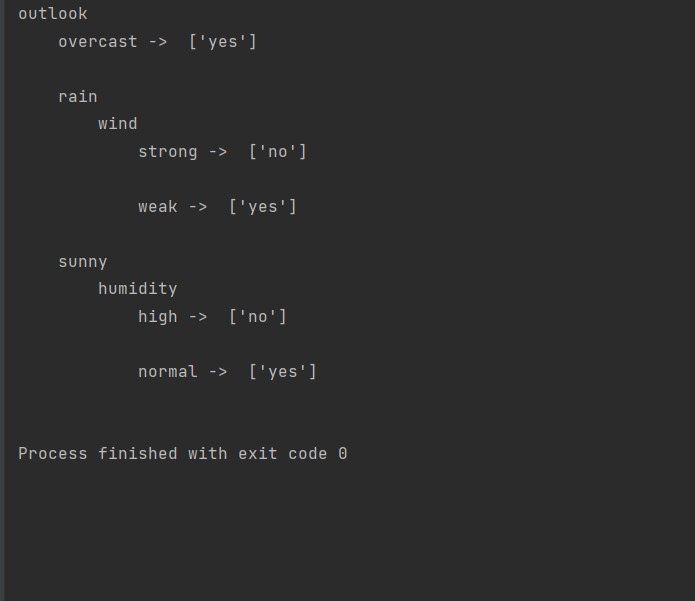 outlook
    overcast ->  ['yes']
    rain
        wind
            strong ->  ['no']
            weak ->  ['yes']
    sunny
        humidity
            high ->  ['no']
            normal ->  ['yes']
Process finished with exit code 0